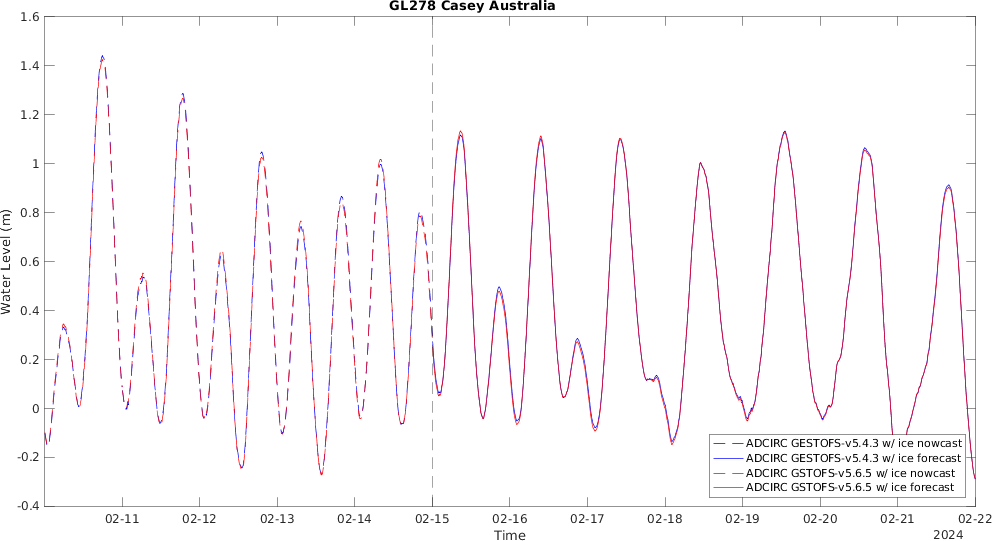 GL278 Casey Australia
1.6
1.4
1.2
1
0.8
0.6
0.4
0.2
0
-0.2
-0.4
Water Level (m)
ADCIRC GESTOFS-v5.4.3 w/ ice nowcast
ADCIRC GESTOFS-v5.4.3 w/ ice forecast
ADCIRC GSTOFS-v5.6.5 w/ ice nowcast
ADCIRC GSTOFS-v5.6.5 w/ ice forecast
02-11 02-12 02-13 02-14 02-15 02-16 02-17 02-18 02-19 02-20 02-21 02-22
Time
2024